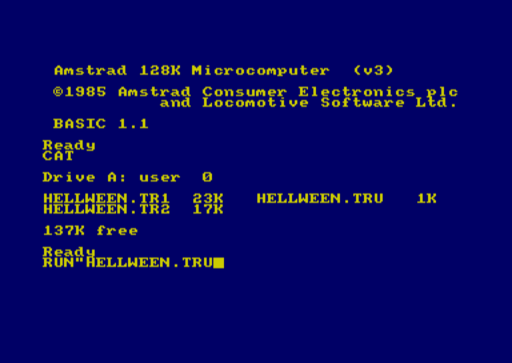 Amstrad 128K Microcomputer (v3)
©1985 Amstrad Consumer Electronics plc
and Locomotive Software Ltd.
BASIC 1.1
Ready
CAT
Drive A: user 0
HELLWEEN.TR1 23K HELLWEEN.TRU 1K
HELLWEEN.TR2 17K
137K free
Ready
RUN"HELLWEEN.TRU